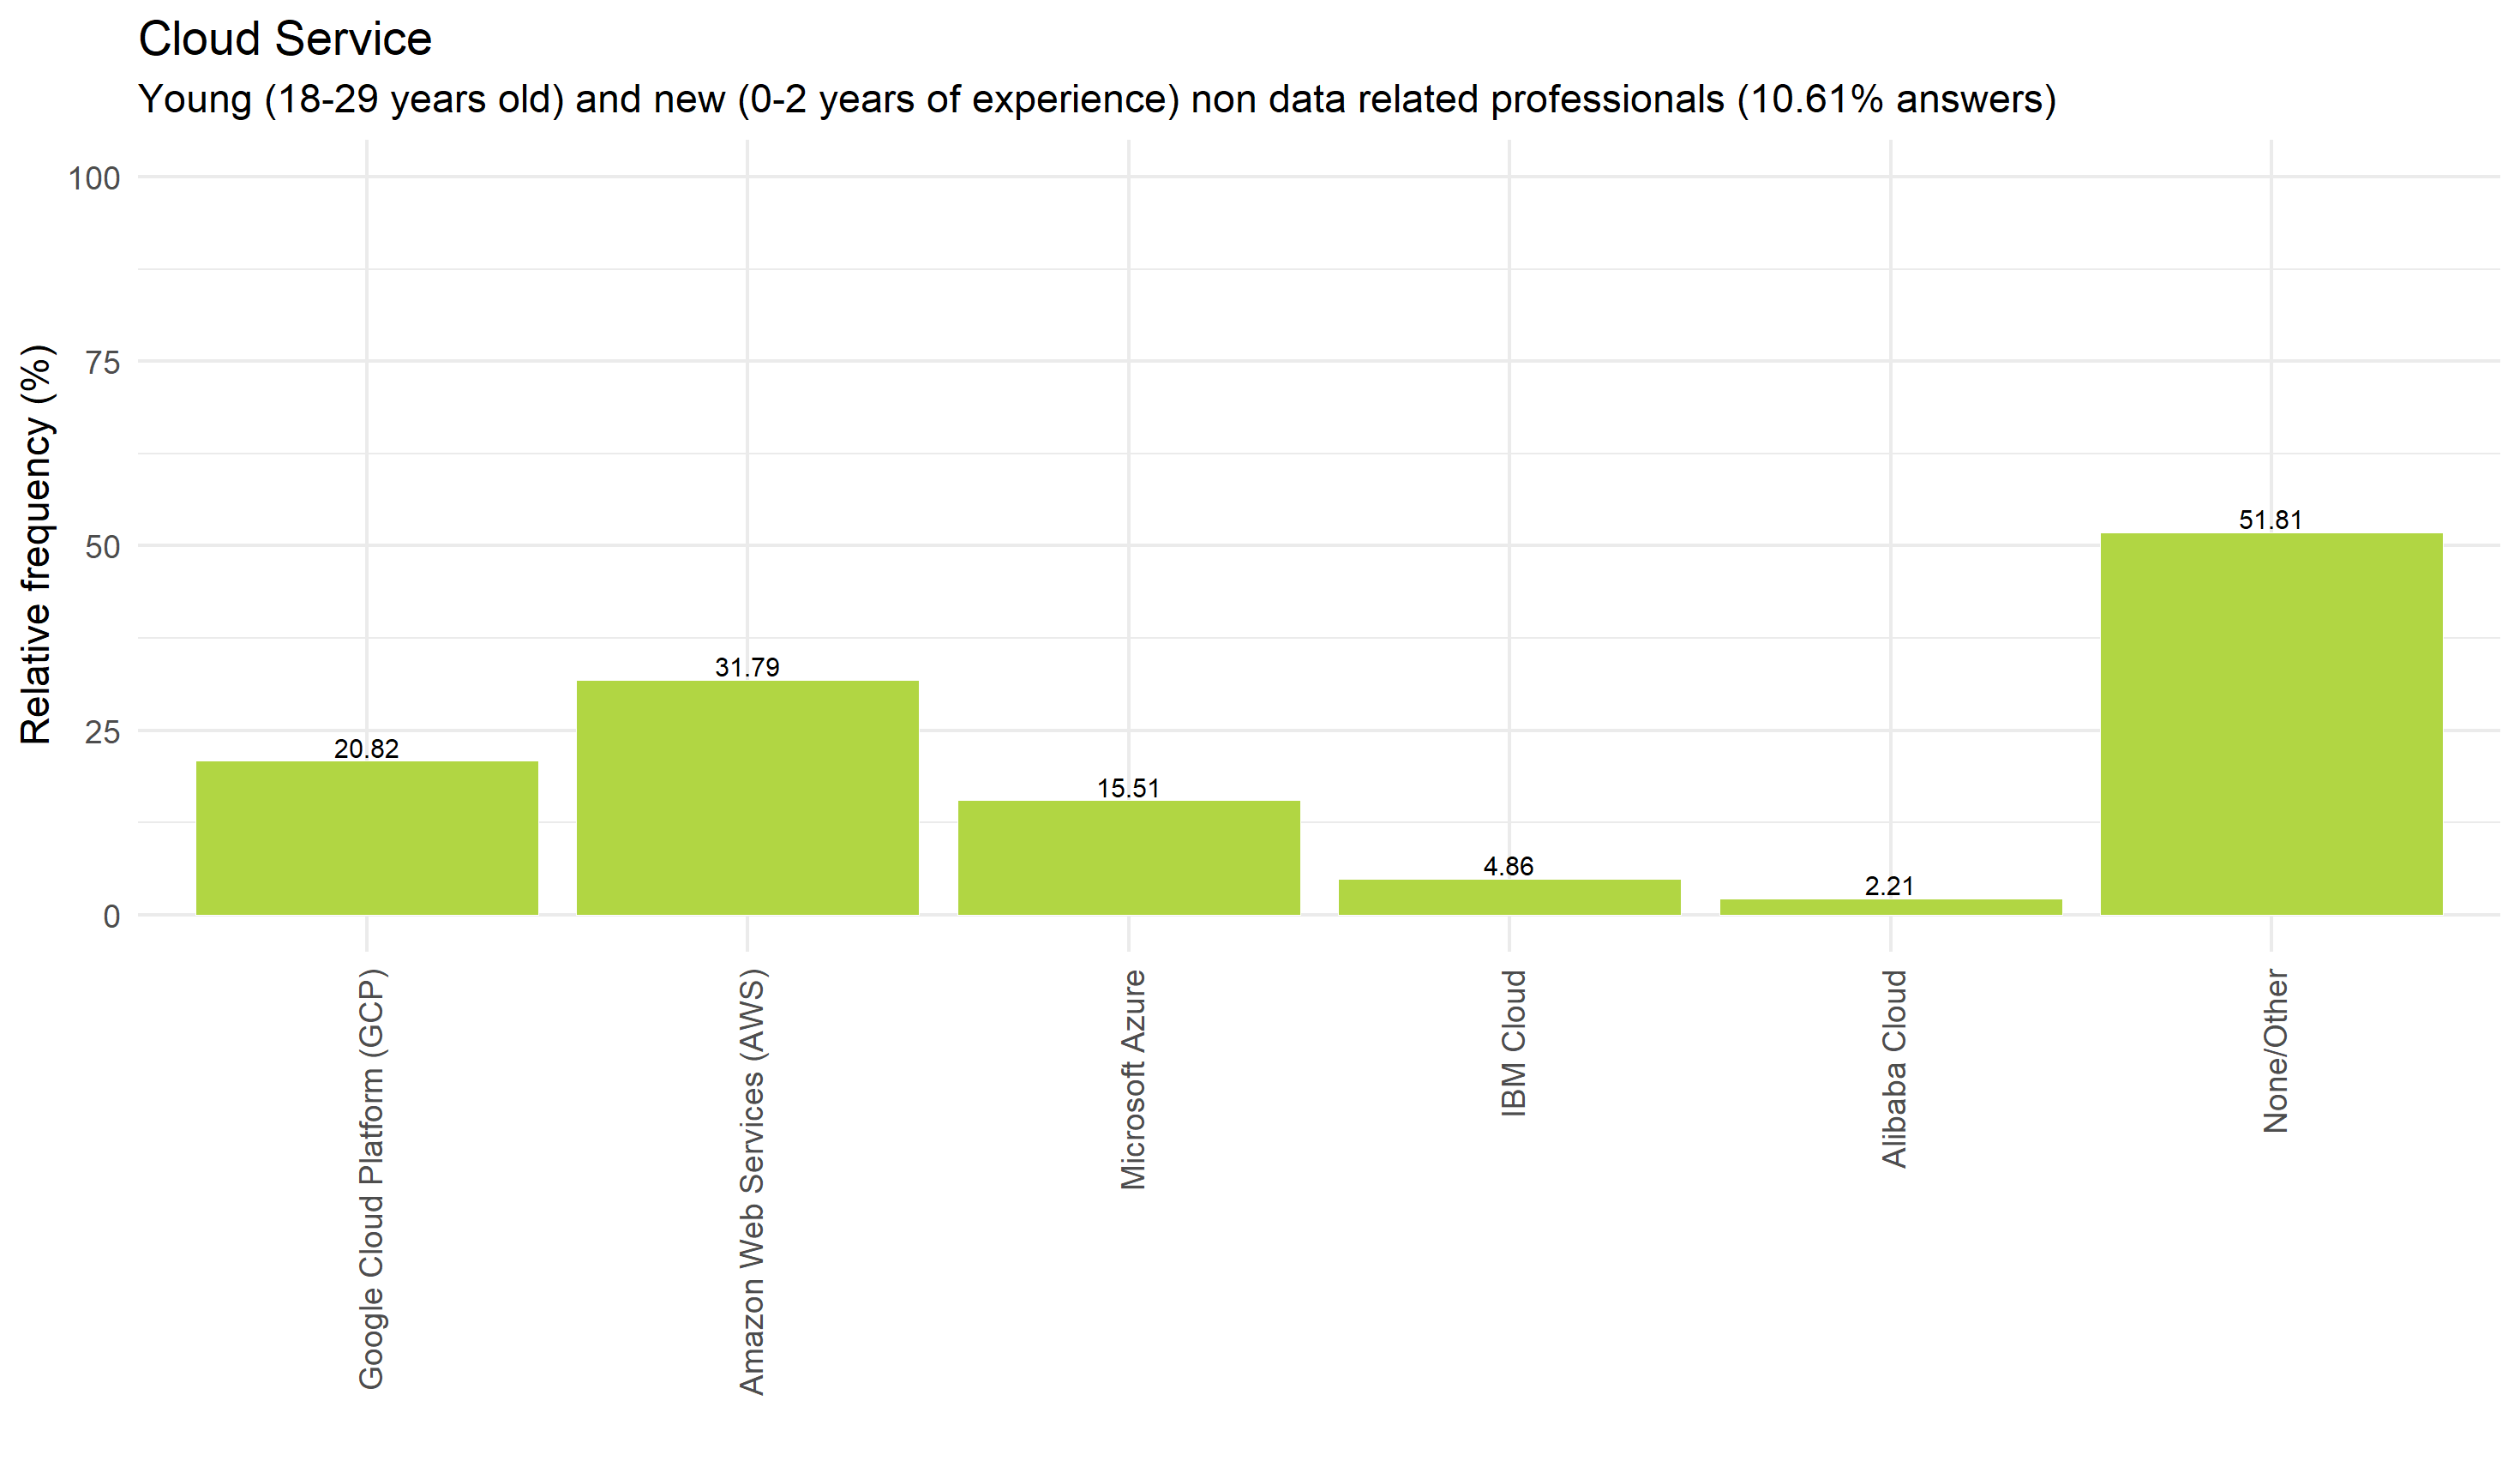 Cloud Service
Young (18-29 years old) and new (0-2 years of experience) non data related professionals (10.61% answers)
Relative frequency (%)
100
75
50
25
0
20.82
31.79
15.51
4.86
2.21
51.81
Google Cloud Platform (GCP)
Amazon Web Services (AWS)
Microsoft Azure
IBM Cloud
Alibaba Cloud
None/Other